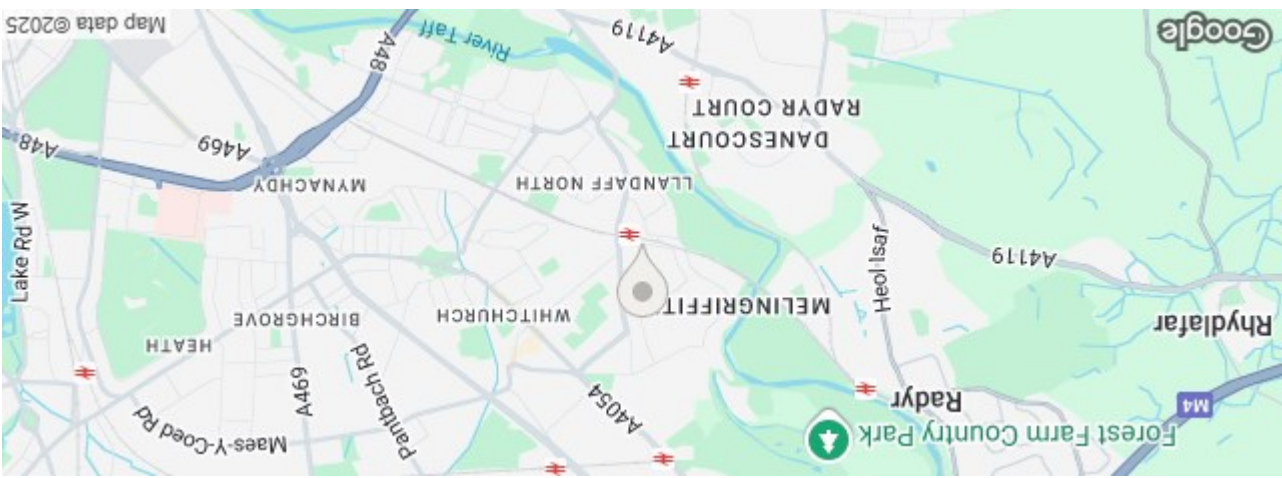 Forest Farm Country Park
M4
Radyr
A4054
Maes-Y-Coed Rd
Pantbach Rd
A469
HEATH
Rhydlafar
MELINGRIFFIT
WHITCHURCH
BIRCHGROVE
Heol Isaf
Lake Rd W
A4119
LLANDAFF NORTH
MYNACHDY
DANESCOURT
RADYR COURT
A469
A48
A4119
River Taff
A48
Google
Map data ©2025